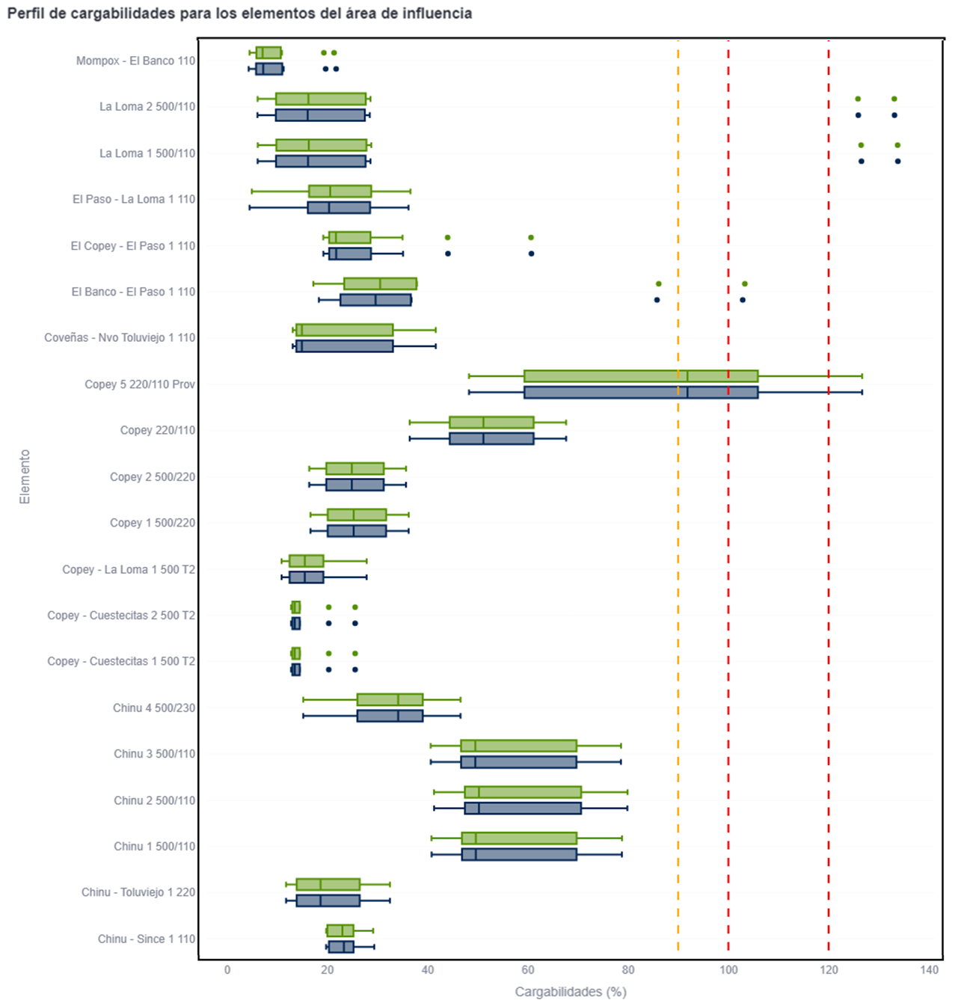 Perfil de cargabilidades para los elementos del área de influencia
Mompox - El Banco 110
La Loma 2 500/110
La Loma 1 500/110
El Paso - La Loma 1 110
El Copey - El Paso 1 110
El Banco - El Paso 1 110
Coveñas - Nvo Toluviejo 1 110
Copey 5 220/110 Prov
Copey 220/110
Copey 2 500/220
Copey 1 500/220
Copey - La Loma 1 500 T2
Copey - Cuestecitas 2 500 T2
Copey - Cuestecitas 1 500 T2
Chinu 4 500/230
Chinu 3 500/110
Chinu 2 500/110
Chinu 1 500/110
Chinu - Toluviejo 1 220
Chinu - Since 1 110
Elemento
0 20 40 60 80 100 120 140
Cargabilidades (%)